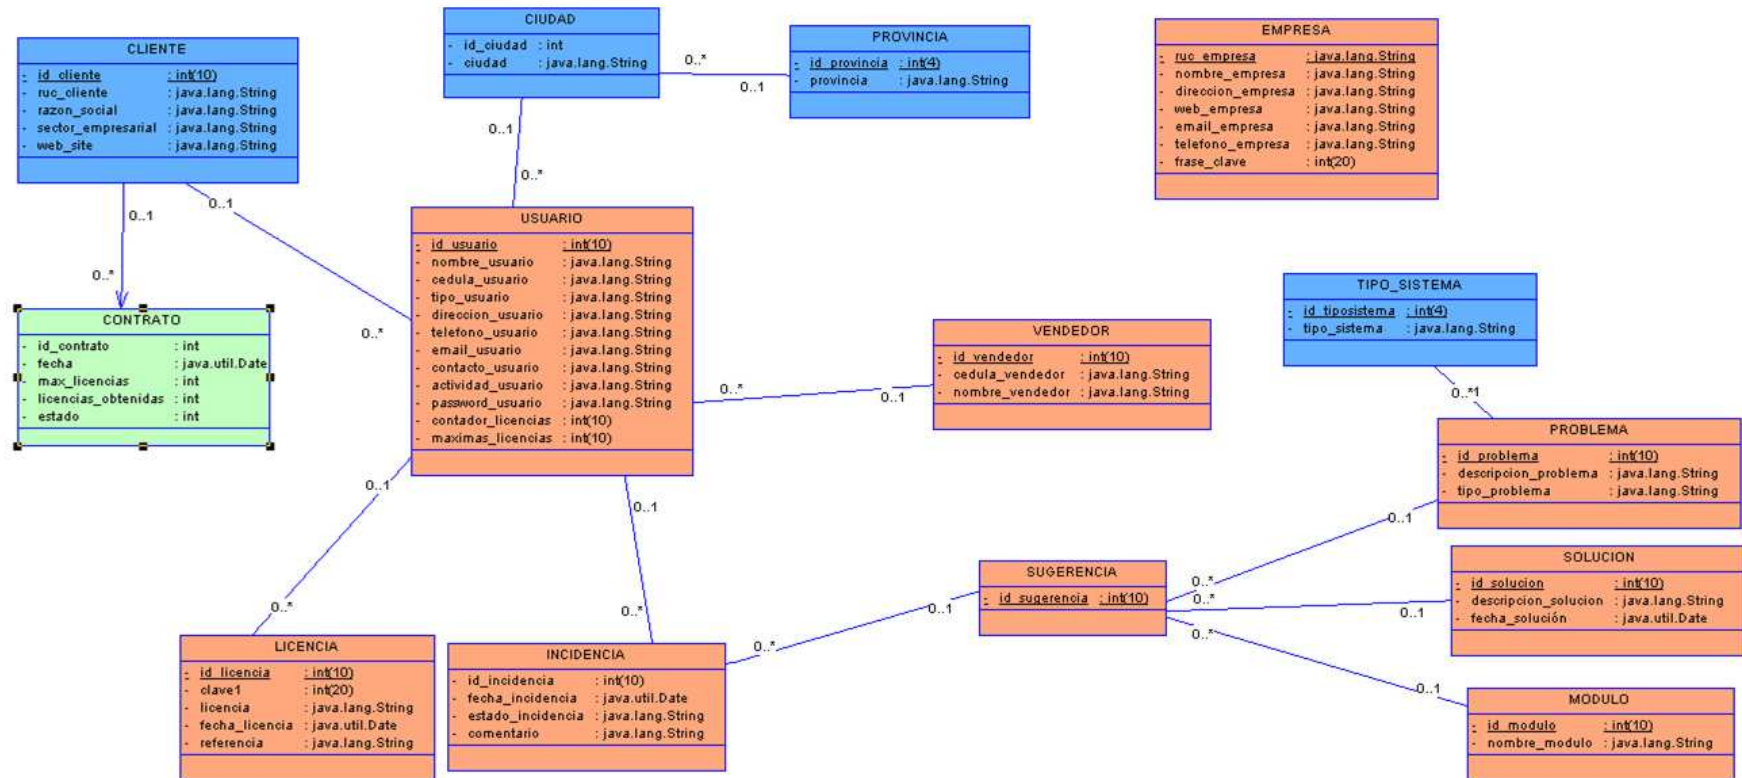 CLIENTE
- id_cliente : int(10)
- ruc_cliente : java.lang.String
- razon_social : java.lang.String
- sector_empresarial : java.lang.String
- web_site : java.lang.String
CIUDAD
- id_ciudad : int
- ciudad : java.lang.String
PROVINCIA
- id_provincia : int(4)
- provincia : java.lang.String
0..*
0..1
EMPRESA
- ruc_empresa : java.lang.String
- nombre_empresa : java.lang.String
- direccion_empresa : java.lang.String
- web_empresa : java.lang.String
- email_empresa : java.lang.String
- telefono_empresa : java.lang.String
- frase_clave : int(20)
0..1
0..*
0..1
0..*
0..1
0..*
CONTRATO
- id_contrato : int
- fecha : java.util.Date
- max_licencias : int
- licencias_obtenidas : int
- estado : int
USUARIO
- id_usuario : int(10)
- nombre_usuario : java.lang.String
- cedula_usuario : java.lang.String
- tipo_usuario : java.lang.String
- direccion_usuario : java.lang.String
- telefono_usuario : java.lang.String
- email_usuario : java.lang.String
- contacto_usuario : java.lang.String
- actividad_usuario : java.lang.String
- password_usuario : java.lang.String
- contador_licencias : int(10)
- maximas_licencias : int(10)
0..*
0..1
VENDEDOR
- id_vendedor : int(10)
- cedula_vendedor : java.lang.String
- nombre_vendedor : java.lang.String
TIPO_SISTEMA
- id_tiposistema : int(4)
- tipo_sistema : java.lang.String
0..*1
PROBLEMA
- id_problema : int(10)
- descripcion_problema : java.lang.String
- tipo_problema : java.lang.String
0..1
0..*
0..1
0..*
LICENCIA
- id_licencia : int(10)
- clave1 : int(20)
- licencia : java.lang.String
- fecha_licencia : java.util.Date
- referencia : java.lang.String
INCIDENCIA
- id_incidencia : int(10)
- fecha_incidencia : java.util.Date
- estado_incidencia : java.lang.String
- comentario : java.lang.String
0..*
0..1
SUGERENCIA
- id_sugerencia : int(10)
0..*
0..1
0..*
0..1
0..*
0..1
SOLUCION
- id_solucion : int(10)
- descripcion_solucion : java.lang.String
- fecha_solución : java.util.Date
MODULO
- id_modulo : int(10)
- nombre_modulo : java.lang.String